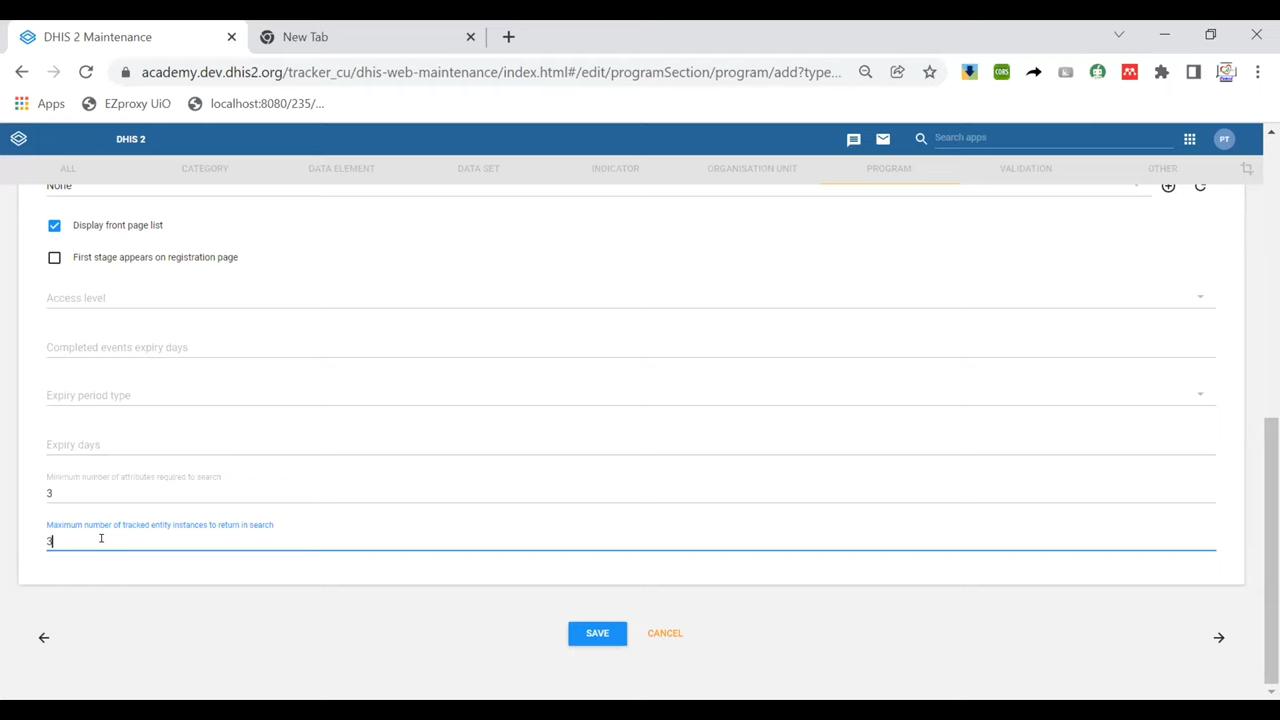 DHIS 2 Maintenance
New Tab
academy.dev.dhis2.org/tracker_cu/dhis-web-maintenance/index.html#/edit/programSection/program/add?type...
CORS
Apps
EZproxy UiO
localhost:8080/235/...
DHIS 2
Search apps
PT
ALL
CATEGORY
DATA ELEMENT
DATA SET
INDICATOR
ORGANISATION UNIT
PROGRAM
VALIDATION
OTHER
None
Display front page list
First stage appears on registration page
Access level
Completed events expiry days
Expiry period type
Expiry days
Minimum number of attributes required to search
3
Maximum number of tracked entity instances to return in search
3
SAVE
CANCEL